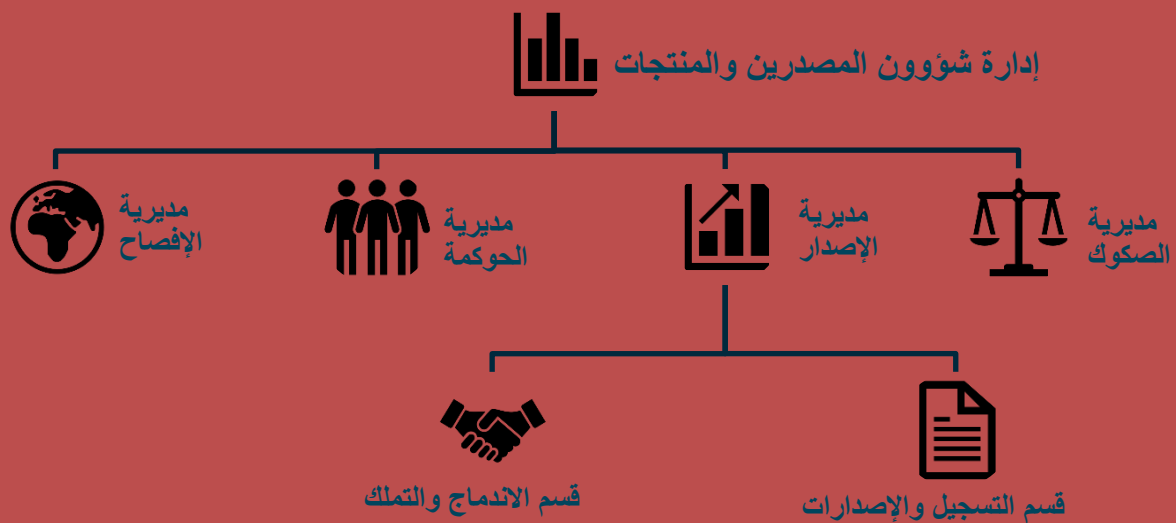 إدارة شؤوون المصدرين والمنتجات
مديرية
الصكوك
مديرية
الإصدار
مديرية
الحوكمة
مديرية
الإفصاح
قسم التسجيل والإصدارات
قسم الاندماج والتملك